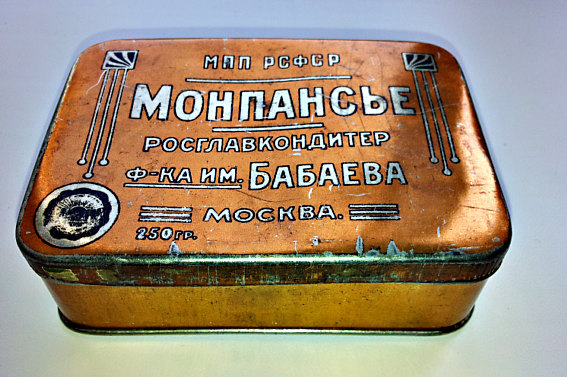 МПП РСФСР
МОНПАНСЬЕ
РОСГЛАВКОНДИТЕР
Ф-КА ИМ. БАБАЕВА
МОСКВА.
250 ГР.